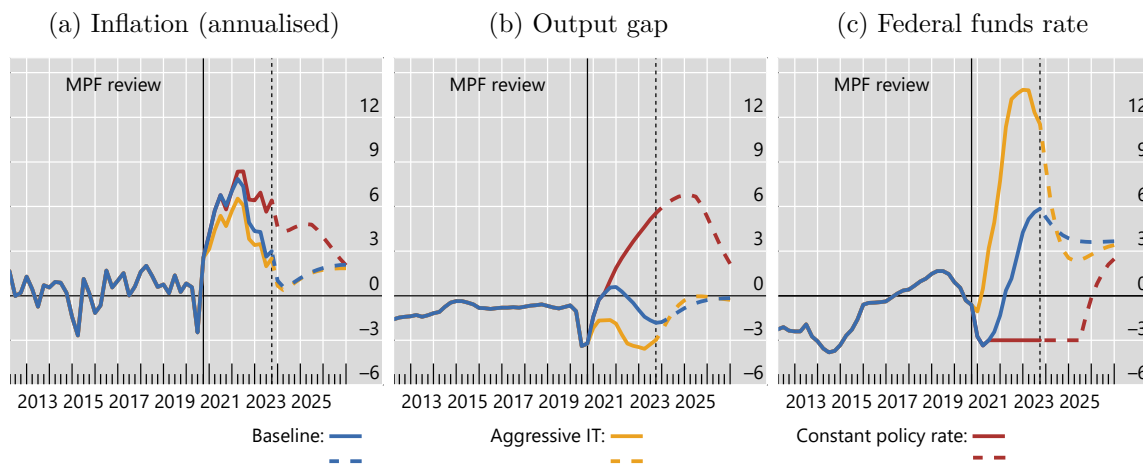 (a) Inflation (annualised)
(b) Output gap
(c) Federal funds rate
MPF review
MPF review
MPF review
12
9
6
3
0
−3
−6
12
9
6
3
0
−3
−6
12
9
6
3
0
−3
−6
2013 2015 2017 2019 2021 2023 2025
2013 2015 2017 2019 2021 2023 2025
2013 2015 2017 2019 2021 2023 2025
Baseline:
Aggressive IT:
Constant policy rate: